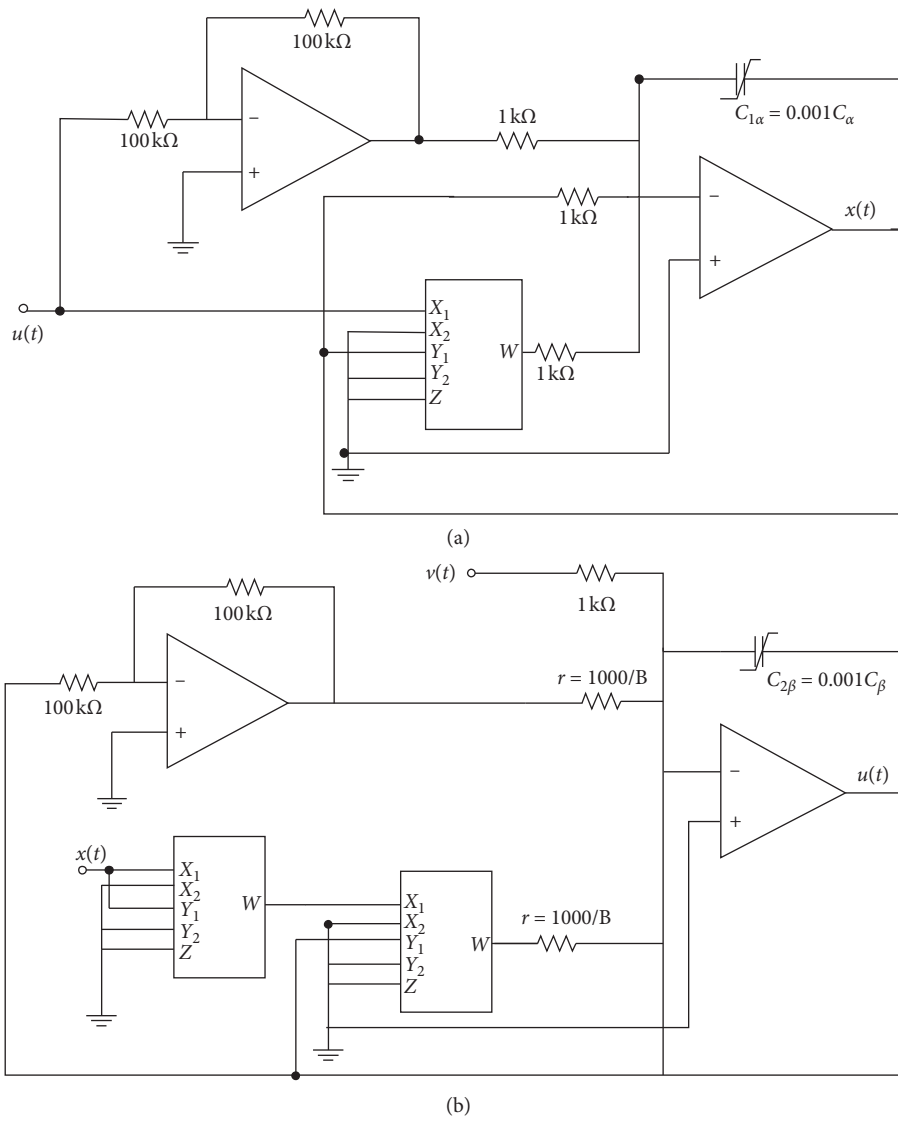 100 kΩ
100 kΩ
−
+
1 kΩ
C1α = 0.001Cα
1 kΩ
−
+
x(t)
u(t)
X1
X2
Y1
Y2
Z
W
1 kΩ
(a)
v(t)
1 kΩ
100 kΩ
100 kΩ
−
+
r = 1000/B
C2β = 0.001Cβ
−
+
u(t)
x(t)
X1
X2
Y1
Y2
Z
W
X1
X2
Y1
Y2
Z
W
r = 1000/B
(b)